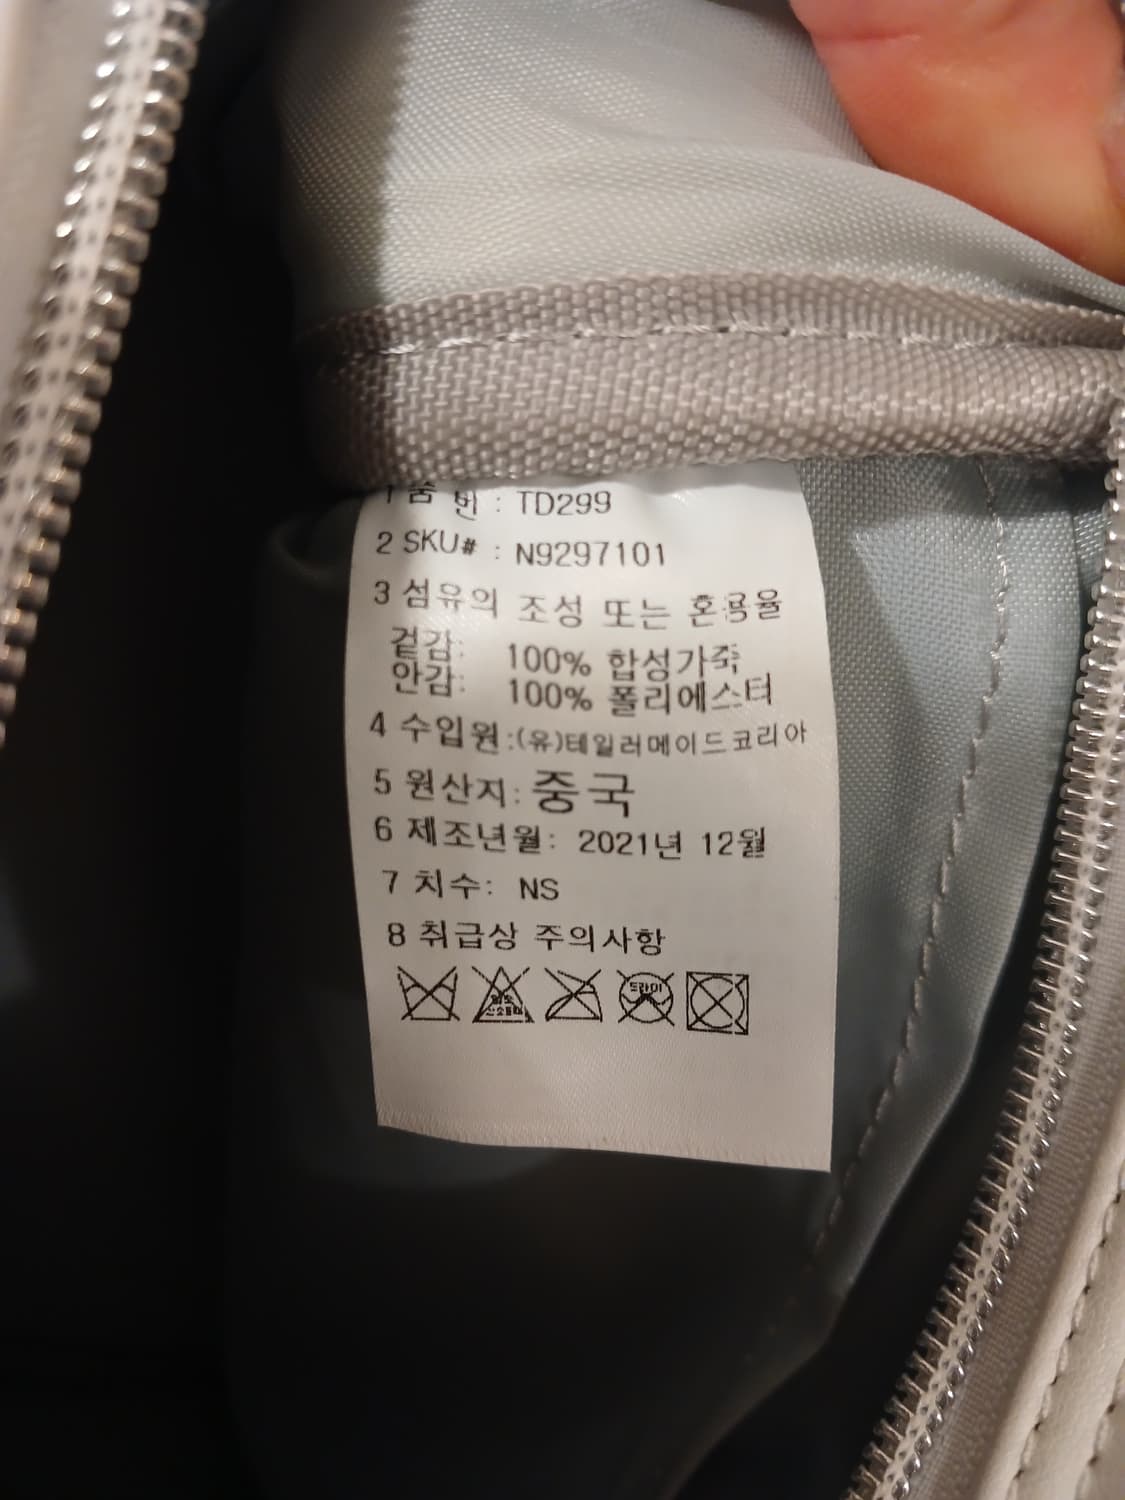 1 품 번 : TD299
2 SKU# : N9297101
3 섬유의 조성 또는 혼용율
겉감: 100% 합성가죽
안감: 100% 폴리에스터
4 수입원:(유)테일러메이드코리아
5 원산지: 중국
6 제조년월: 2021년 12월
7 치수: NS
8 취급상 주의사항
드라이